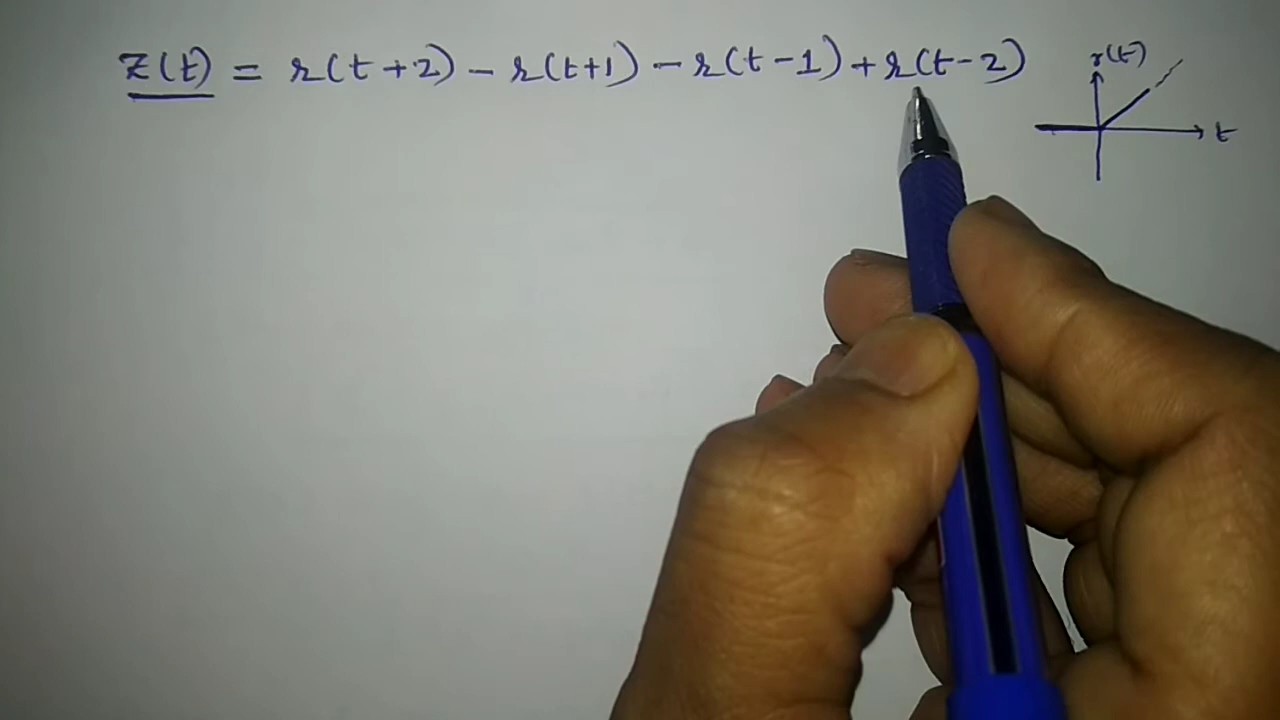 z(t) = r(t+2) - r(t+1) - r(t-1) + r(t-2)
r(t)
t